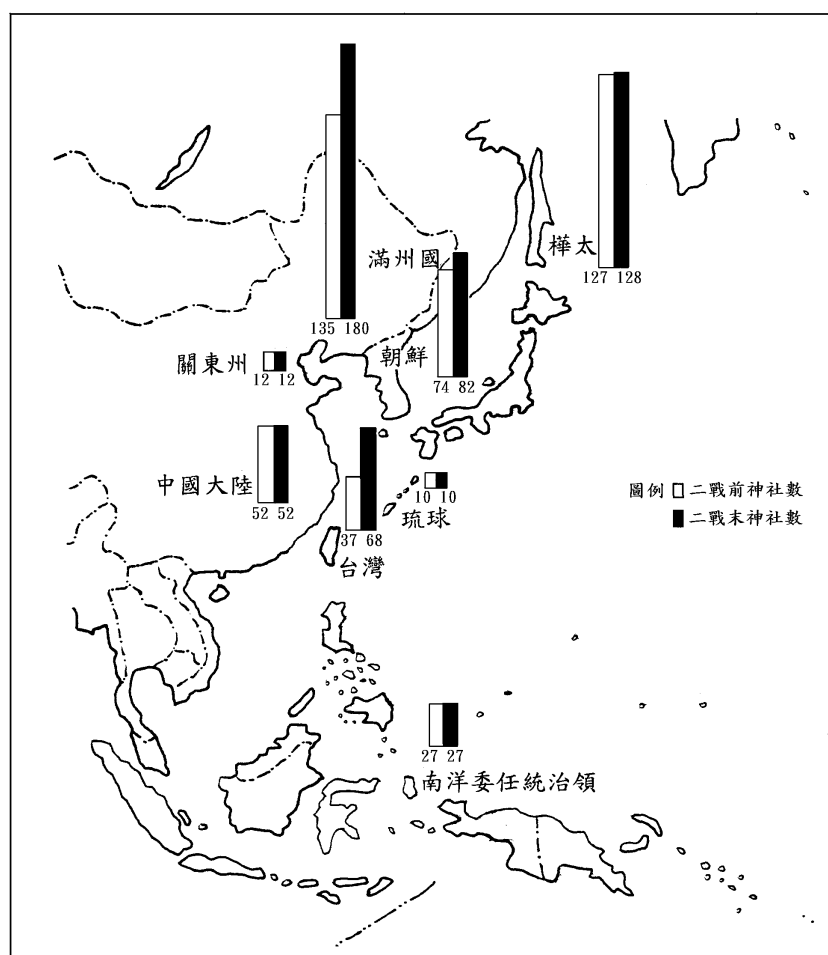 樺太
127 128
滿州國
135 180
朝鮮
74 82
關東州
12 12
中國大陸
52 52
琉球
10 10
圖例 二戰前神社數
二戰末神社數
37 68
台灣
27 27
南洋委任統治領